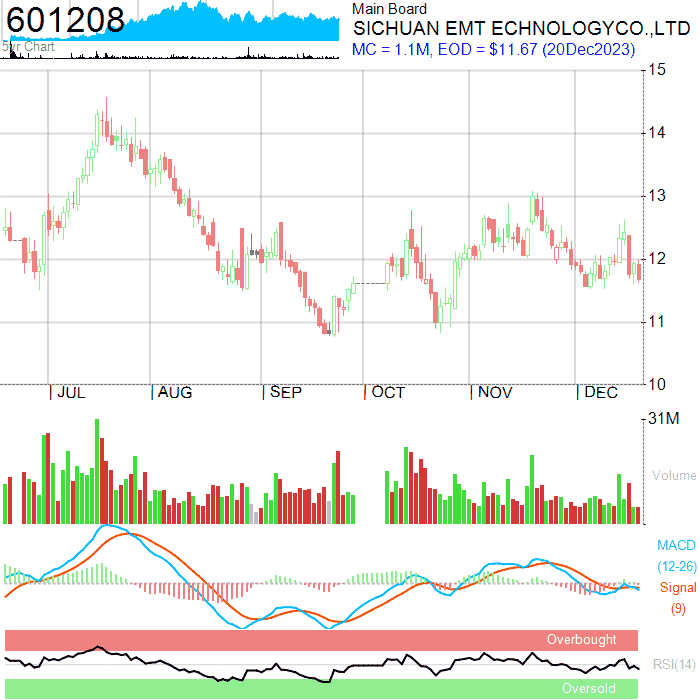 601208
5yr Chart
Main Board
SICHUAN EMT ECHNOLOGYCO.,LTD
MC = 1.1M, EOD = $11.67 (20Dec2023)
15
14
13
12
11
10
JUL AUG SEP OCT NOV DEC
31M
Volume
MACD
(12-26)
Signal
(9)
Overbought
RSI(14)
Oversold